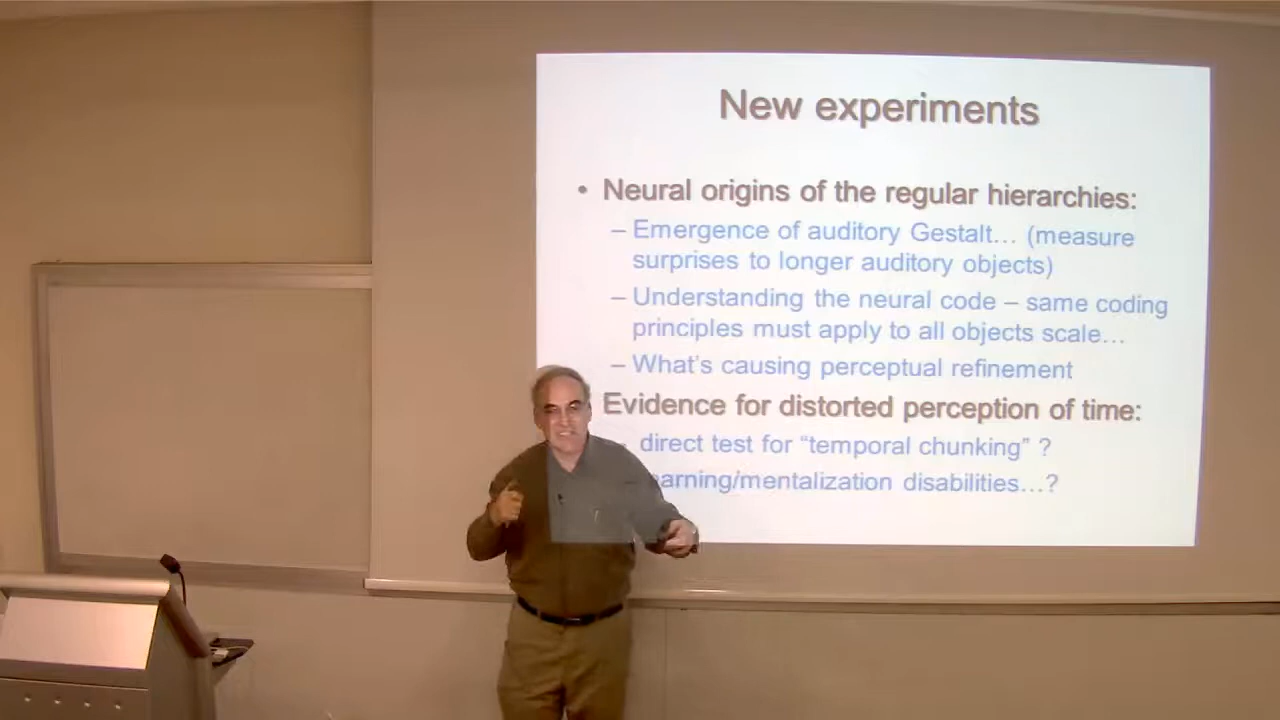 New experiments
• Neural origins of the regular hierarchies:
– Emergence of auditory Gestalt… (measure
surprises to longer auditory objects)
– Understanding the neural code – same coding
principles must apply to all objects scale…
– What's causing perceptual refinement
Evidence for distorted perception of time:
- direct test for “temporal chunking” ?
arning/mentalization disabilities…?